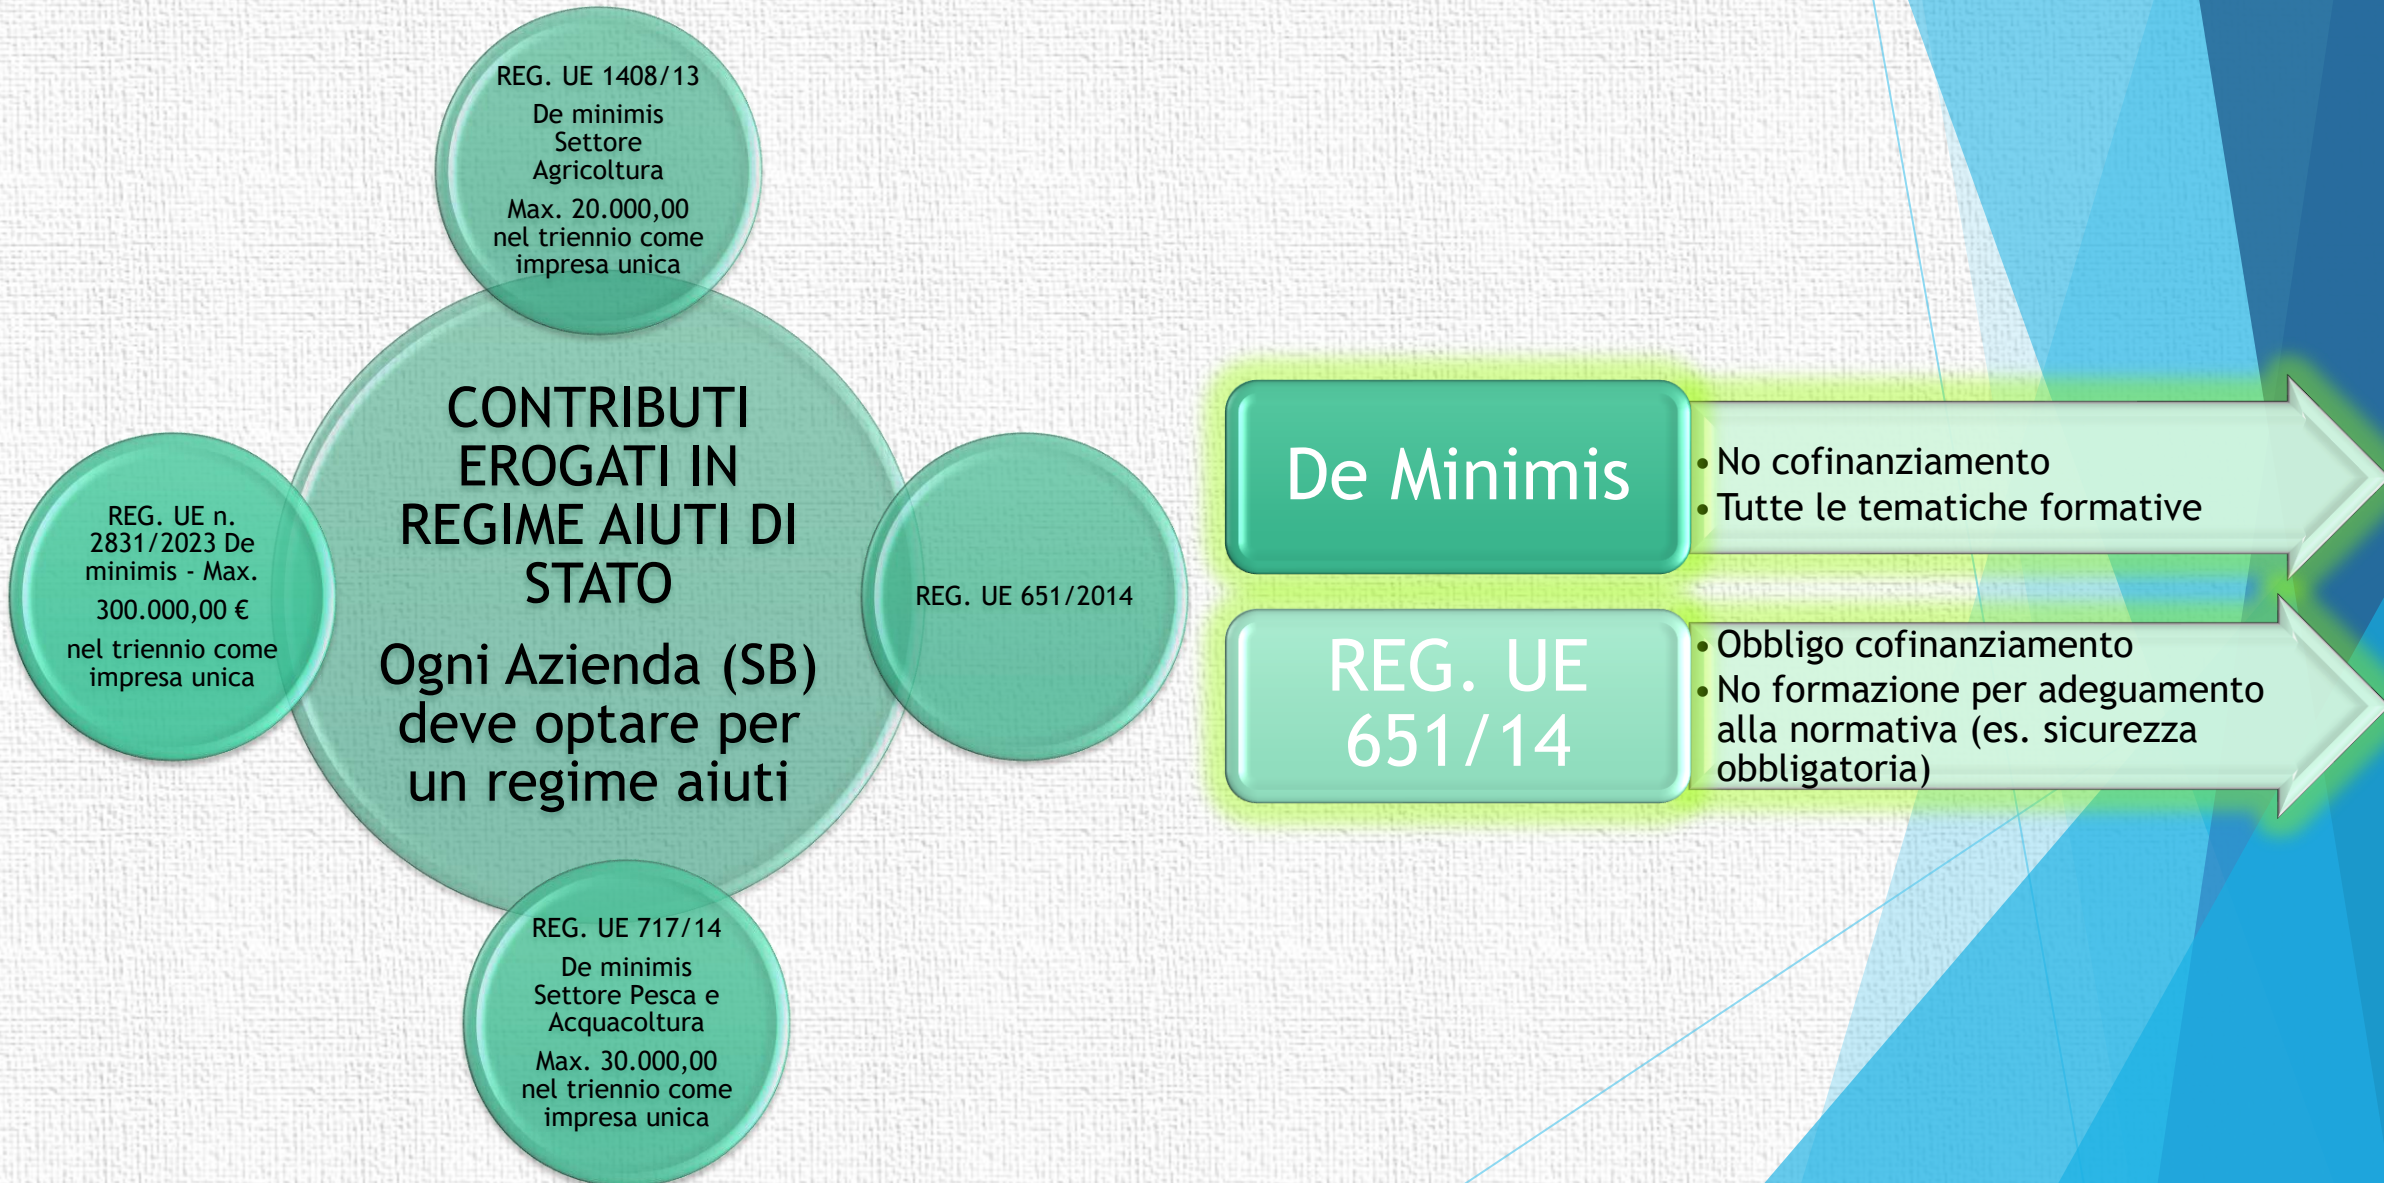 REG. UE 1408/13
De minimis
Settore
Agricoltura
Max. 20.000,00
nel triennio come
impresa unica
CONTRIBUTI
EROGATI IN
REGIME AIUTI DI
STATO
Ogni Azienda (SB)
deve optare per
un regime aiuti
REG. UE n.
2831/2023 De
minimis - Max.
300.000,00 €
nel triennio come
impresa unica
REG. UE 651/2014
REG. UE 717/14
De minimis
Settore Pesca e
Acquacoltura
Max. 30.000,00
nel triennio come
impresa unica
De Minimis
• No cofinanziamento
• Tutte le tematiche formative
REG. UE
651/14
• Obbligo cofinanziamento
• No formazione per adeguamento
alla normativa (es. sicurezza
obbligatoria)